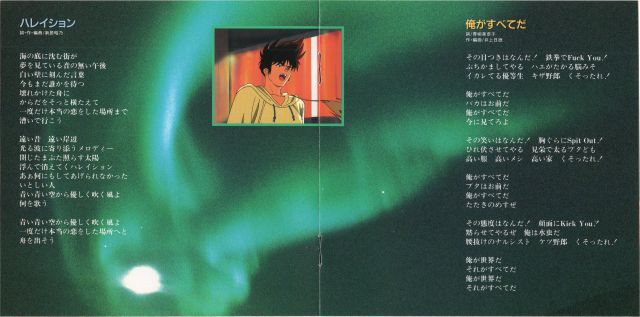 ハレイション
海の底に沈む街が
夢を見ている音の無い午後
白い壁に刻んだ言葉
今もまだ誰かを待つ
壊れかけた舟に
からだをそっと横たえて
一度だけ本当の恋をした場所まで
漕いで行こう
遠い昔 遠い岸辺
光る波に寄り添うメロディー
閉じたまぶた照らす太陽
浮んで消えてくハレイション
あぁ何もしてあげられなかった
いとしい人
青い青い空から優しく吹く風よ
何を歌う
青い青い空から優しく吹く風よ
一度だけ本当の恋をした場所へと
舟を出そう
俺がすべてだ
その目つきはなんだ! 鉄拳でFuck You!
ぶちかましてやる ハエがたかる脳みそ
イカレてる優等生 キザ野郎 くそったれ!
俺がすべてだ
バカはお前だ
俺がすべてだ
今に見てろよ
その笑いはなんだ! 胸ぐらにSpit Out!
ひれ伏させてやる 見栄で太るブタども
高い服 高いメシ 高い家 くそったれ!
俺がすべてだ
ブタはお前だ
俺がすべてだ
たたきのめすぜ
その態度はなんだ! 顔面にKick You!
黙らせてやるぜ 俺は水虫だ
腰抜けのナルシスト ケツ野郎 くそったれ!
俺が世界だ
それがすべてだ
俺が世界だ
それがすべてだ